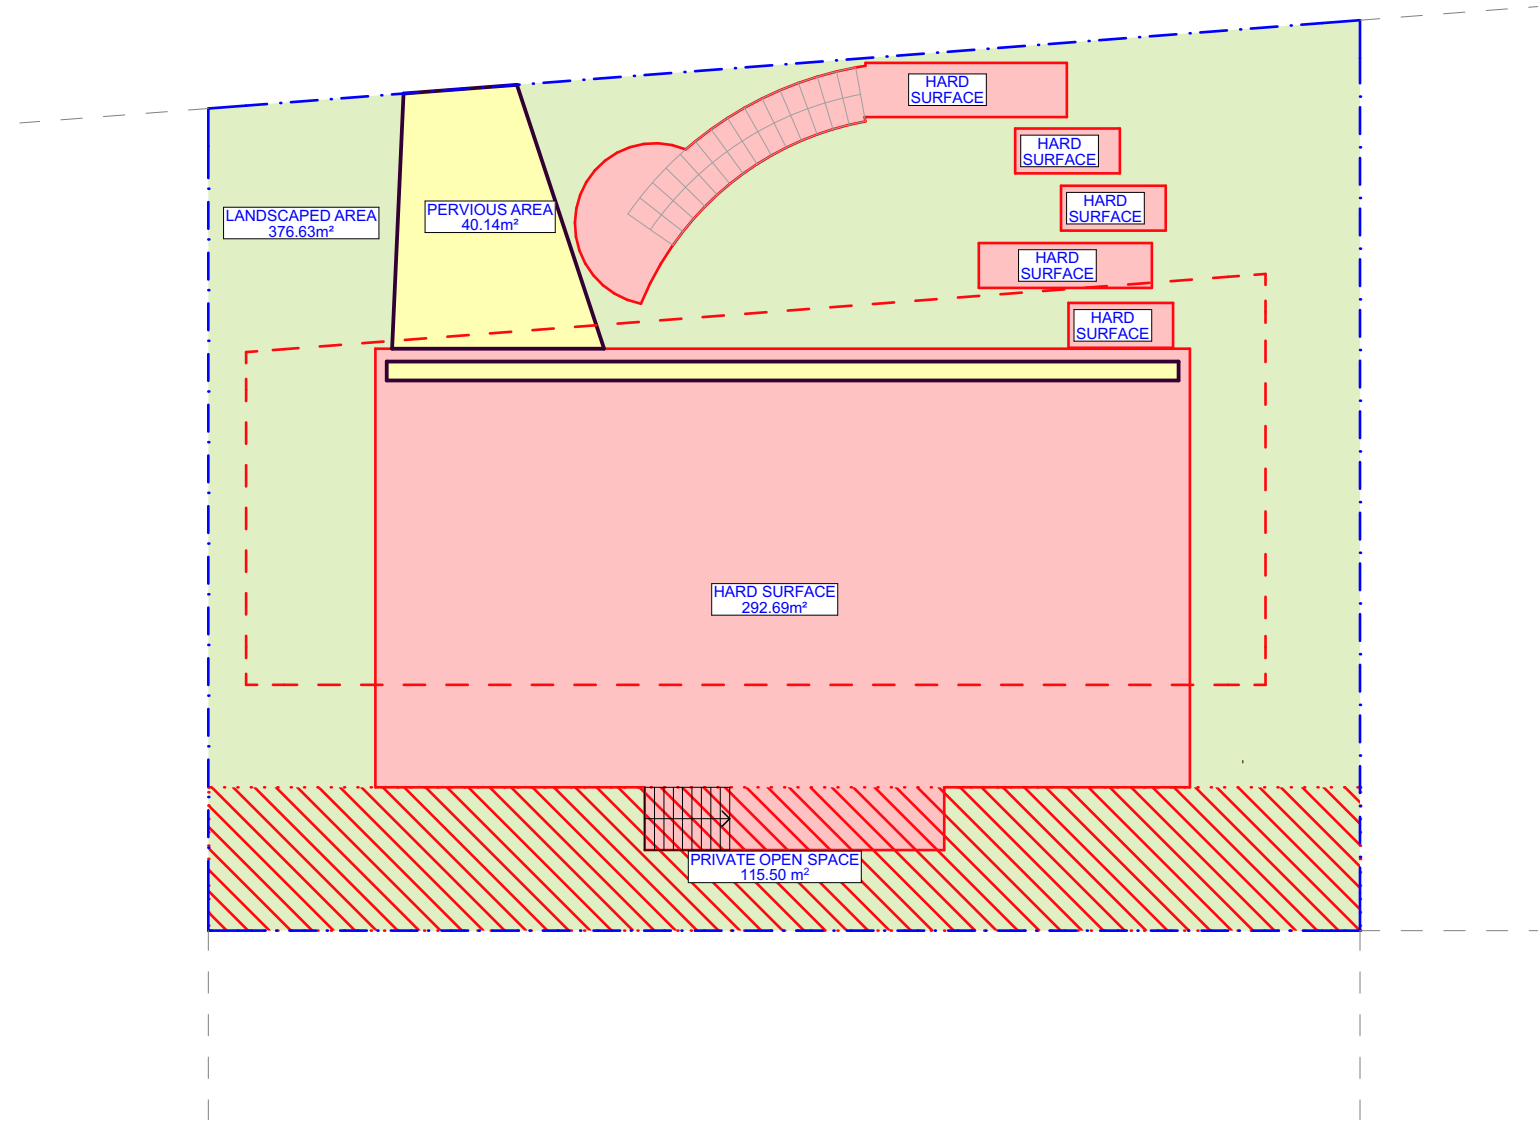 HARD
SURFACE
HARD
SURFACE
HARD
SURFACE
LANDSCAPED AREA
376.63m²
PERVIOUS AREA
40.14m²
HARD
SURFACE
HARD
SURFACE
HARD SURFACE
292.69m²
PRIVATE OPEN SPACE
115.50 m²